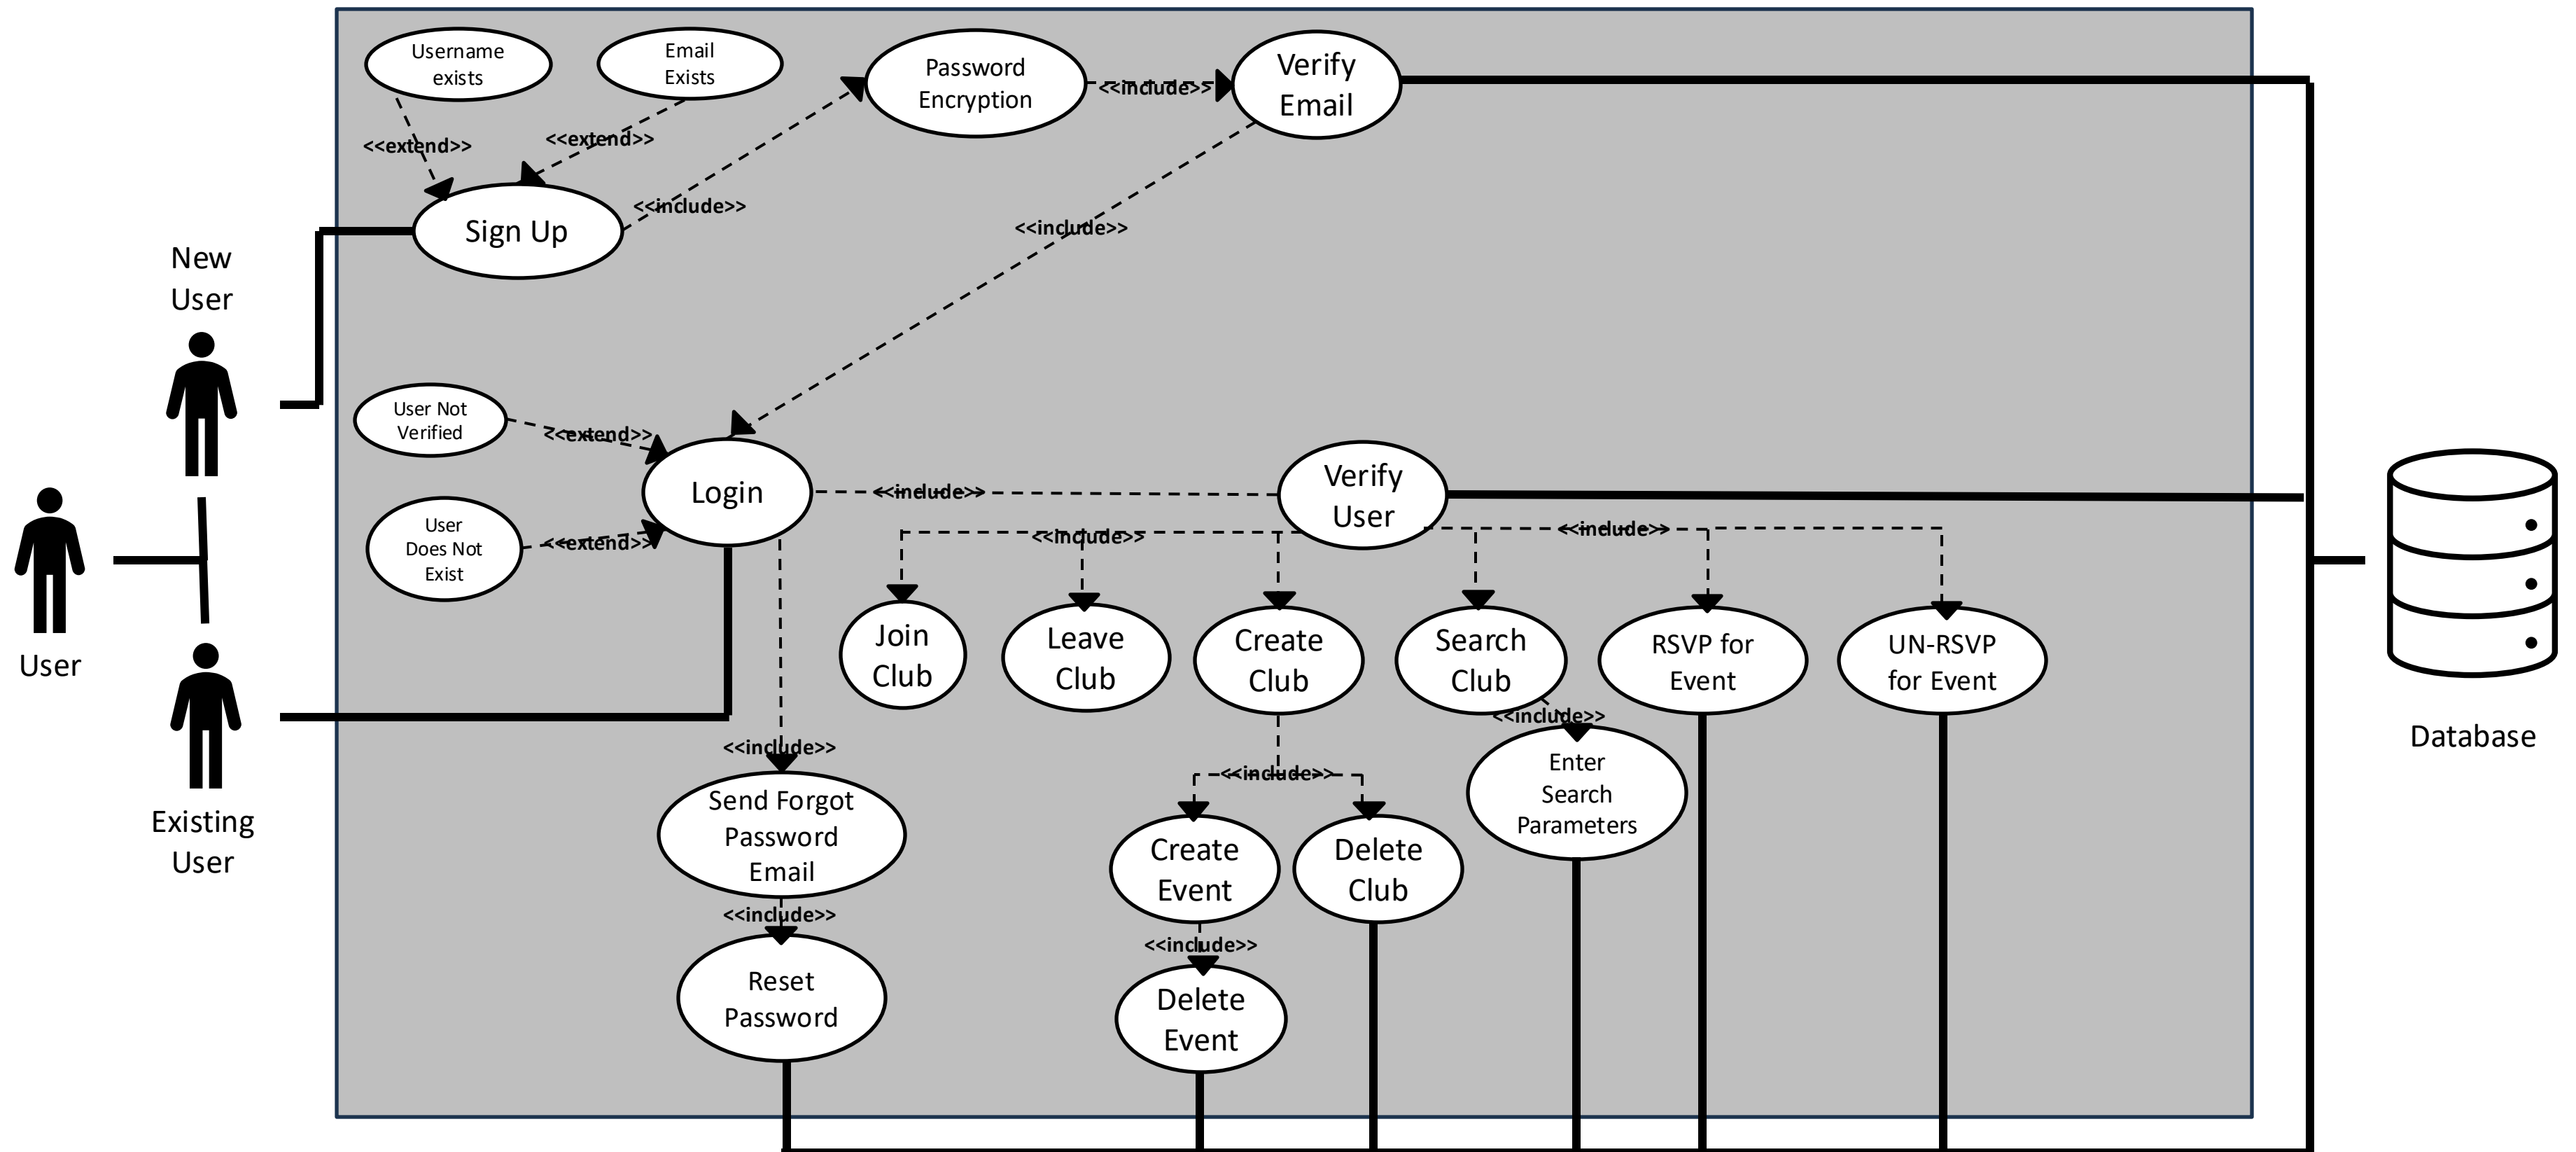 Username
exists
Email
Exists
Password
Encryption
<<include>>
Verify
Email
<<extend>>
<<extend>>
<<include>>
Sign Up
<<include>>
New
User
User Not
Verified
<<extend>>
Login
<<include>>
Verify
User
User
Does Not
Exist
<<extend>>
<<include>>
<<include>>
Join
Club
Leave
Club
Create
Club
Search
Club
RSVP for
Event
UN-RSVP
for Event
User
<<include>>
Database
<<include>>
<<include>>
Enter
Search
Parameters
Existing
User
Send Forgot
Password
Email
Create
Event
Delete
Club
<<include>>
<<include>>
Reset
Password
Delete
Event